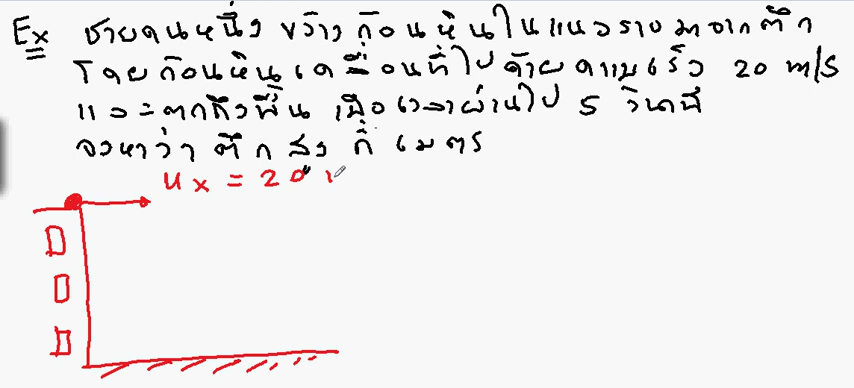 Ex ชายคนหนึ่ง ขว้าง ก้อนหินในแนวราบมาจากตึก
โดยก้อนหินเคลื่อนที่ไปด้วยความเร็ว 20 m/s
และตกถึงพื้น เมื่อเวลาผ่านไป 5 วินาที
จงหาว่า ตึกสูงกี่เมตร
ux = 20